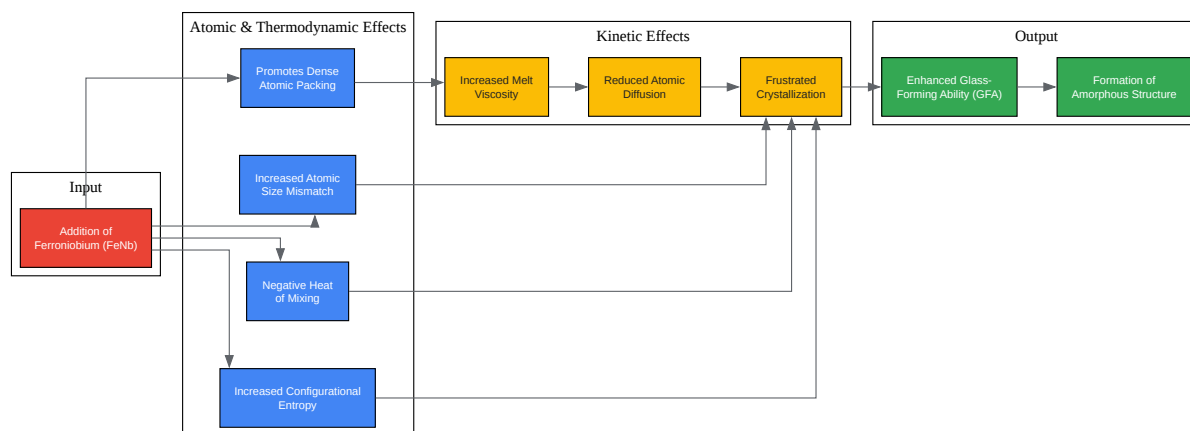 Atomic & Thermodynamic Effects
Promotes Dense
Atomic Packing
Increased Atomic
Size Mismatch
Negative Heat
of Mixing
Increased Configurational
Entropy
Input
Addition of
Ferroniobium (FeNb)
Kinetic Effects
Increased Melt
Viscosity
Reduced Atomic
Diffusion
Frustrated
Crystallization
Output
Enhanced Glass-
Forming Ability (GFA)
Formation of
Amorphous Structure